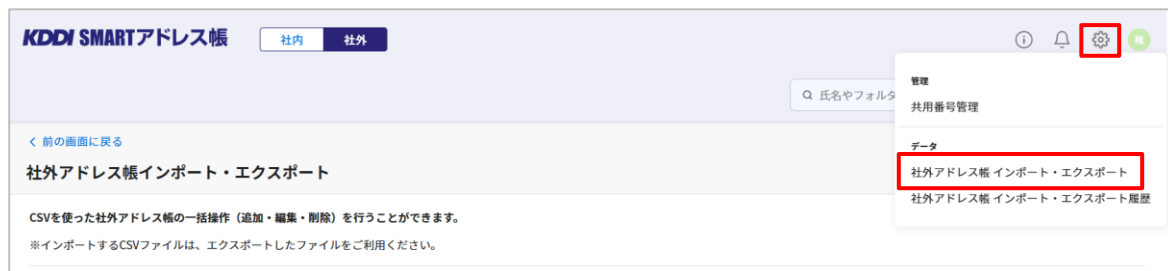 KDDI SMARTアドレス帳
社内
社外
氏名やフォルダ
管理
共用番号管理
データ
社外アドレス帳 インポート・エクスポート
社外アドレス帳 インポート・エクスポート履歴
< 前の画面に戻る
社外アドレス帳インポート・エクスポート
CSVを使った社外アドレス帳の一括操作（追加・編集・削除）を行うことができます。
※インポートするCSVファイルは、エクスポートしたファイルをご利用ください。